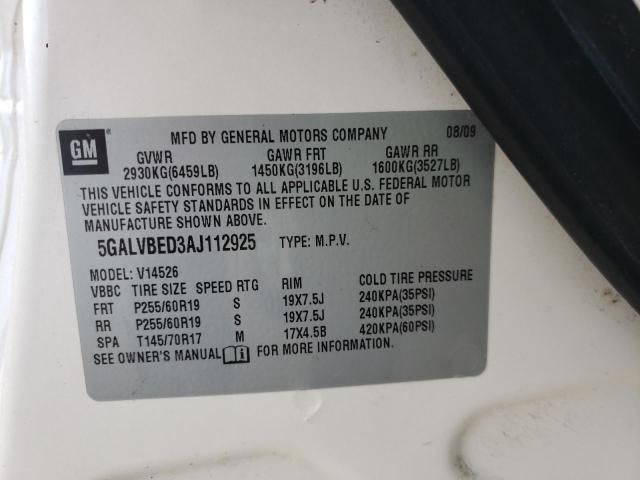 GM ®
MFD BY GENERAL MOTORS COMPANY 08/09
GVWR GAWR FRT GAWR RR
2930KG(6459LB) 1450KG(3196LB) 1600KG(3527LB)
THIS VEHICLE CONFORMS TO ALL APPLICABLE U.S. FEDERAL MOTOR
VEHICLE SAFETY STANDARDS IN EFFECT ON THE DATE OF
MANUFACTURE SHOWN ABOVE.
5GALVBED3AJ112925 TYPE: M.P.V.
MODEL: V14526
VBBC TIRE SIZE SPEED RTG RIM COLD TIRE PRESSURE
FRT P255/60R19 S 19X7.5J 240KPA(35PSI)
RR P255/60R19 S 19X7.5J 240KPA(35PSI)
SPA T145/70R17 M 17X4.5B 420KPA(60PSI)
SEE OWNER'S MANUAL i FOR MORE INFORMATION.